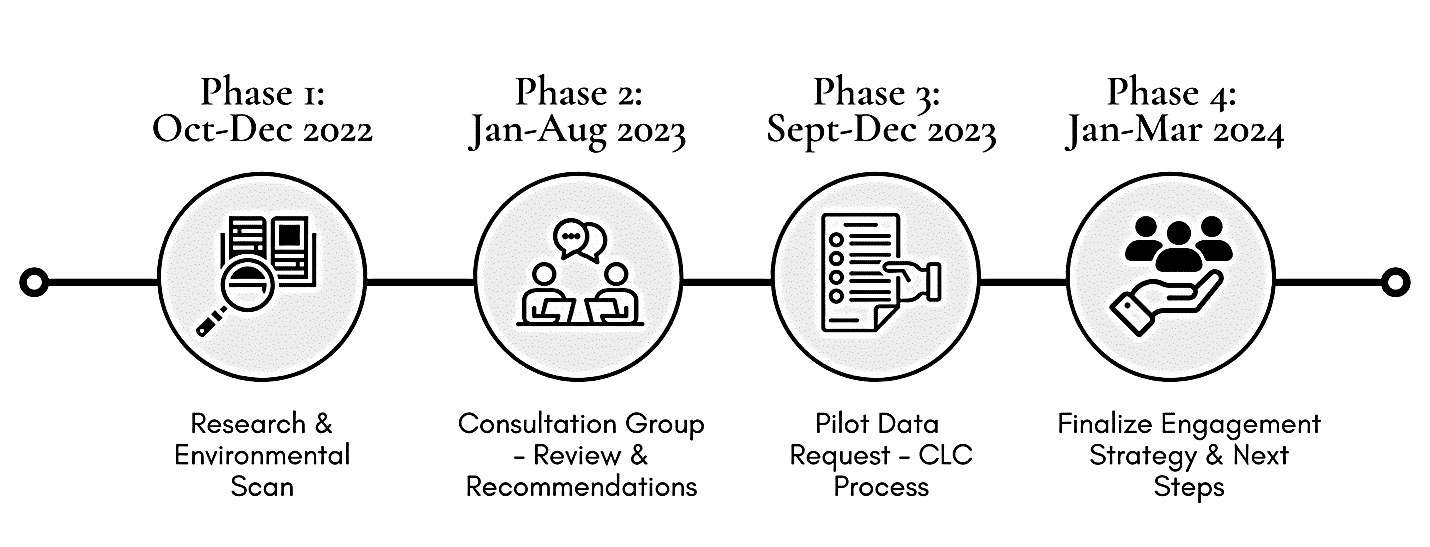 Phase 1:
Oct-Dec 2022
Research &
Environmental
Scan
Phase 2:
Jan-Aug 2023
Consultation Group
- Review &
Recommendations
Phase 3:
Sept-Dec 2023
Pilot Data
Request - CLC
Process
Phase 4:
Jan-Mar 2024
Finalize Engagement
Strategy & Next
Steps